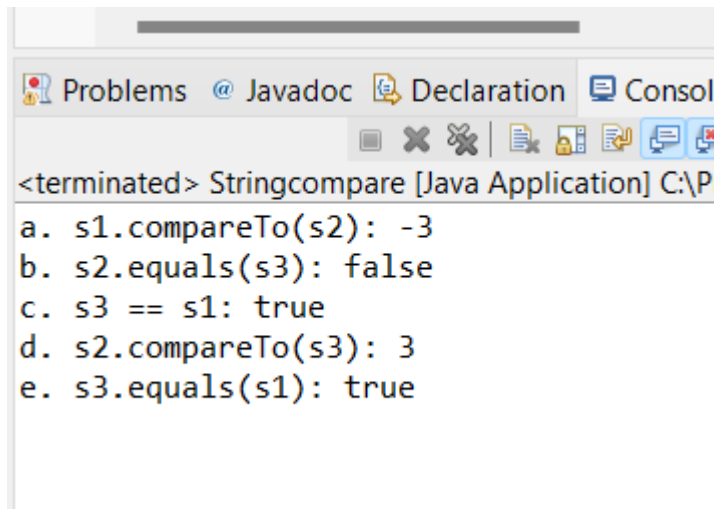 Problems @ Javadoc Declaration Consol
<terminated> Stringcompare [Java Application] C:\P
a. s1.compareTo(s2): -3
b. s2.equals(s3): false
c. s3 == s1: true
d. s2.compareTo(s3): 3
e. s3.equals(s1): true